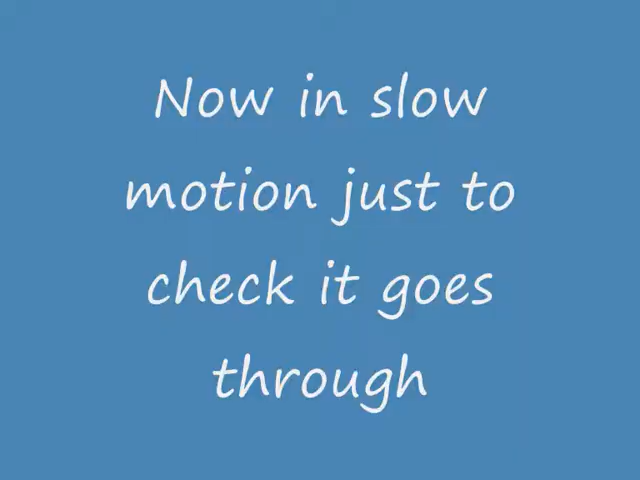 Now in slow
motion just to
check it goes
through